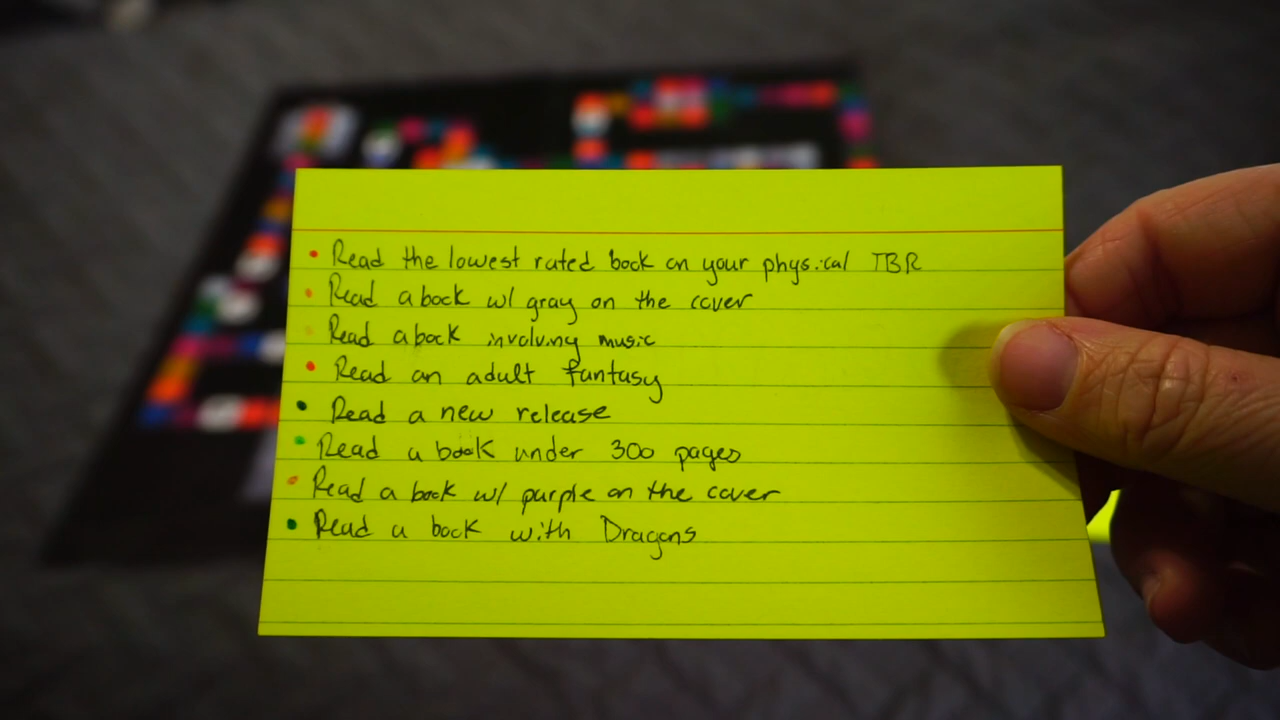 • Read the lowest rated book on your physical TBR
• Read a book w/ gray on the cover
• Read a book involving music
• Read an adult fantasy
• Read a new release
• Read a book under 300 pages
• Read a book w/ purple on the cover
• Read a book with Dragons